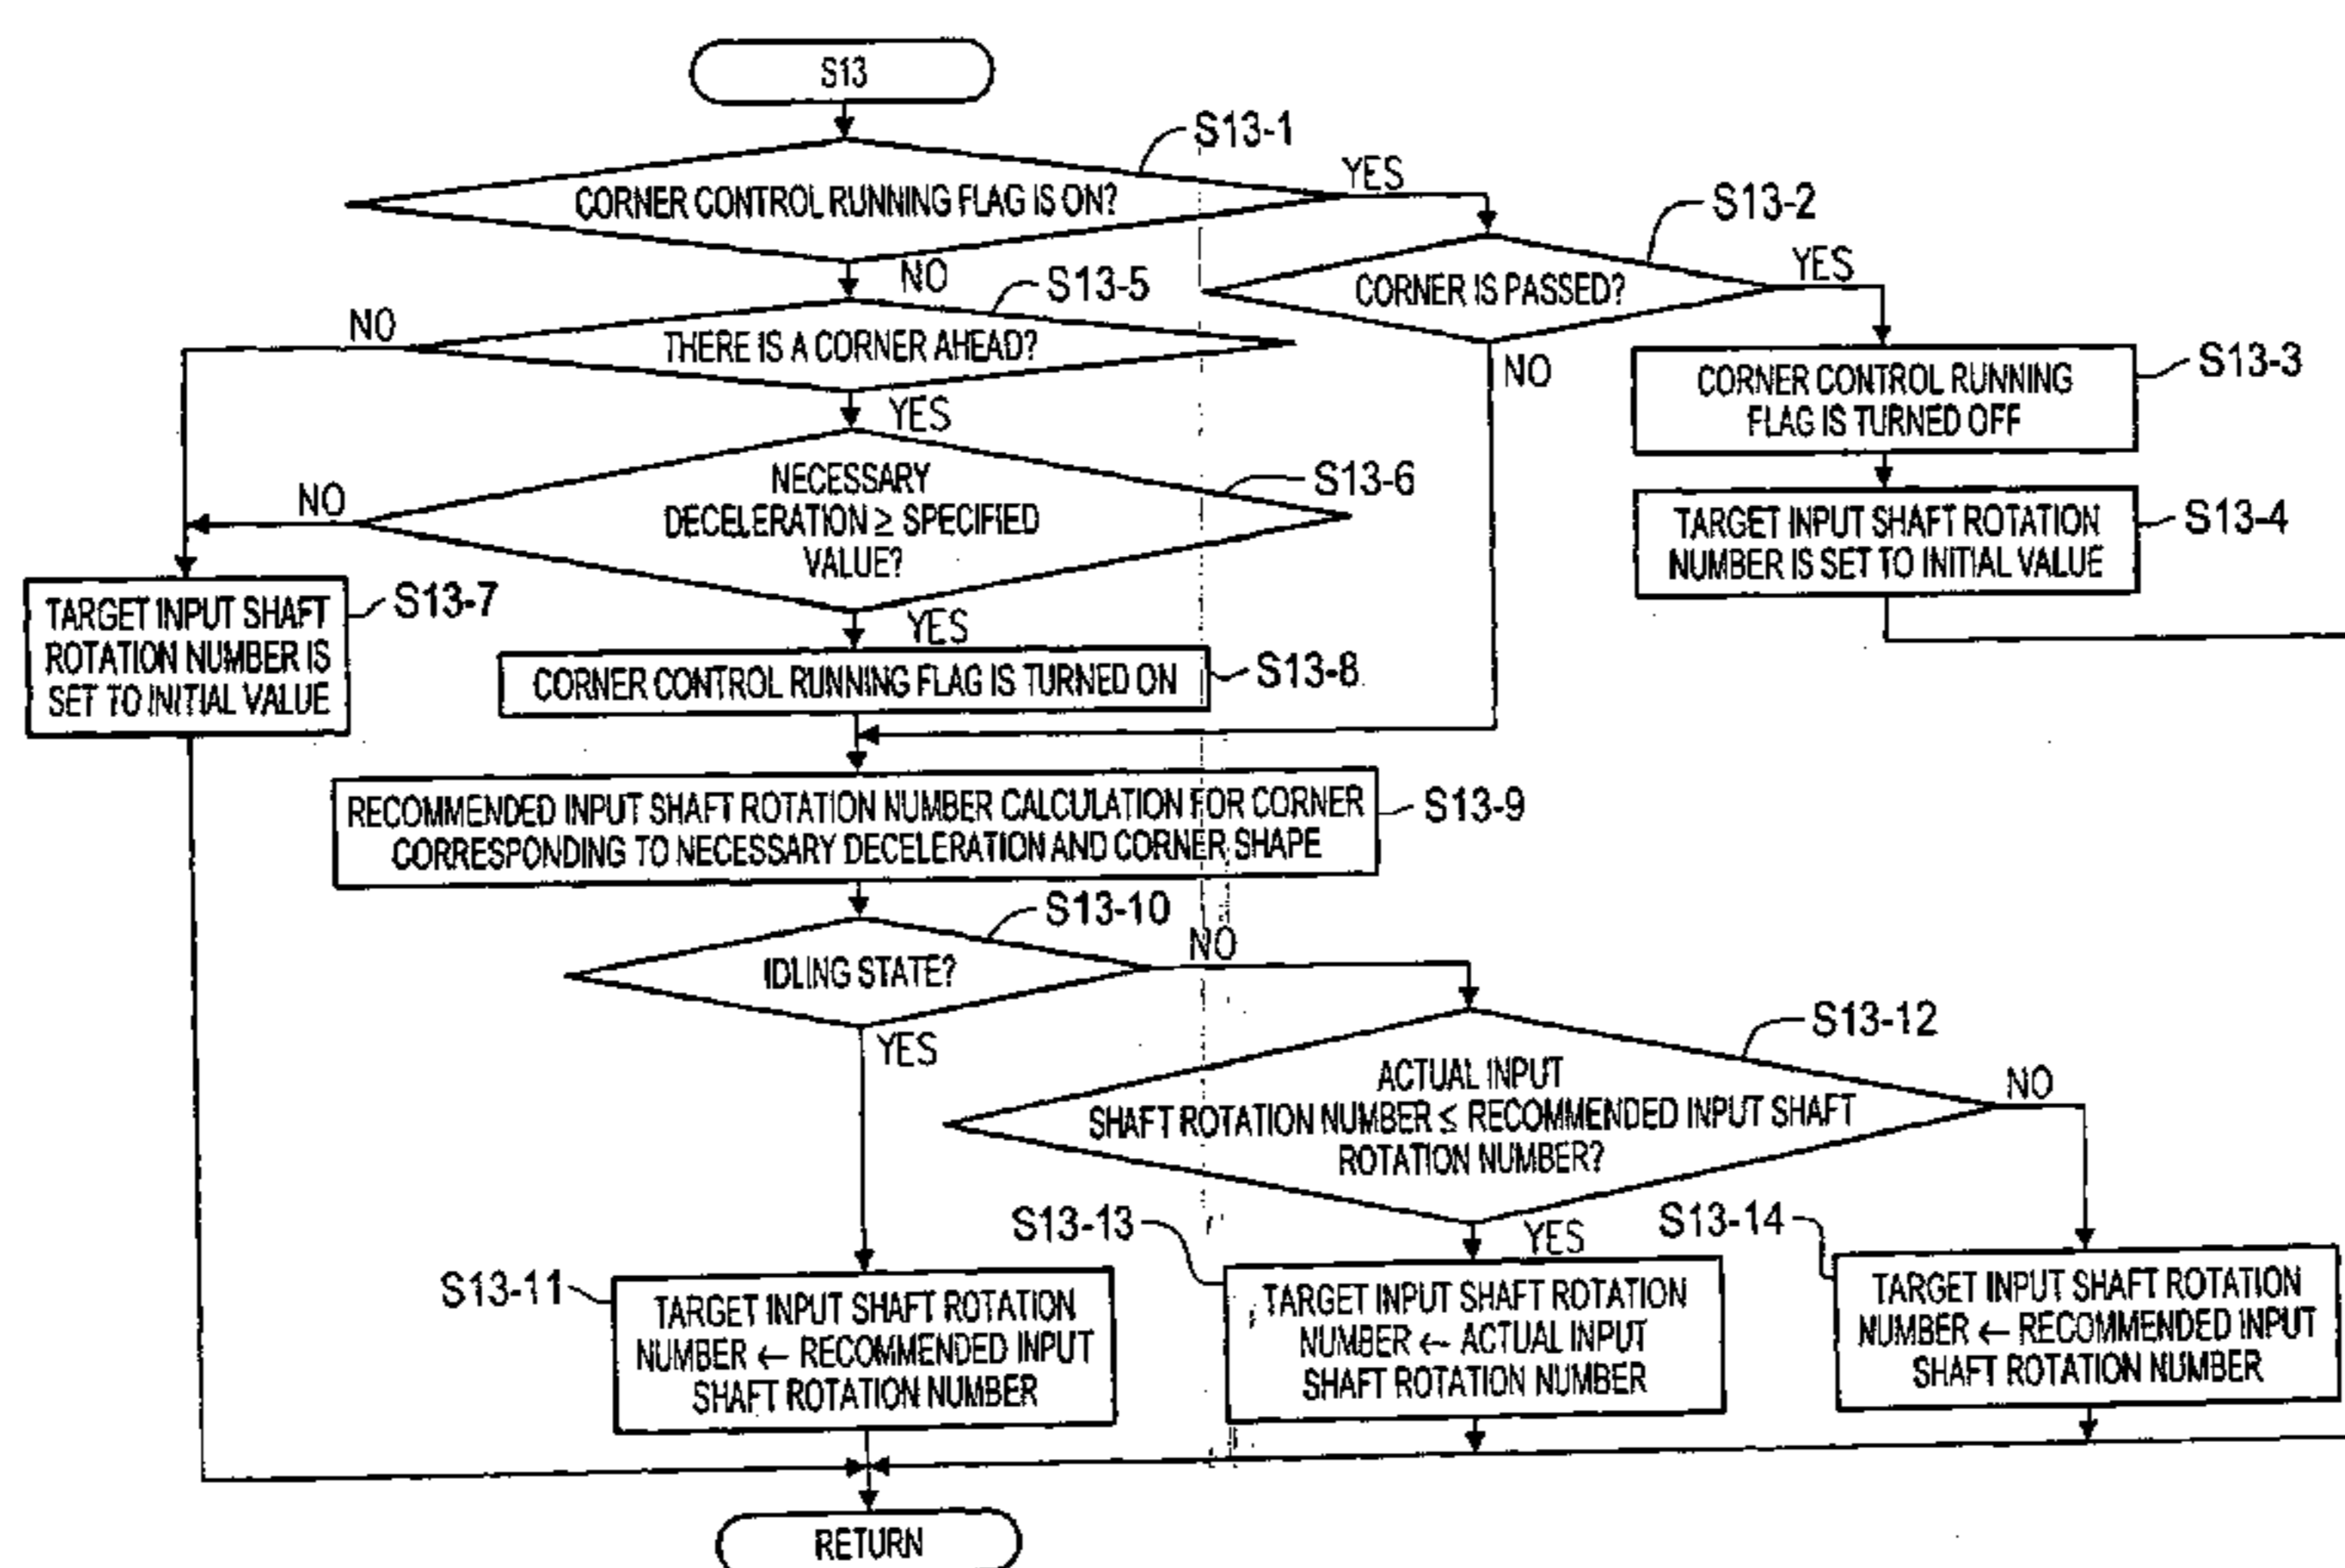 S13
S13-1
CORNER CONTROL RUNNING FLAG IS ON?
YES
NO
S13-2
CORNER IS PASSED?
YES
NO
S13-3
CORNER CONTROL RUNNING
FLAG IS TURNED OFF
S13-4
TARGET INPUT SHAFT ROTATION
NUMBER IS SET TO INITIAL VALUE
S13-5
THERE IS A CORNER AHEAD?
NO
YES
S13-6
NECESSARY
DECELERATION ≥ SPECIFIED
VALUE?
NO
YES
S13-7
TARGET INPUT SHAFT
ROTATION NUMBER IS
SET TO INITIAL VALUE
S13-8
CORNER CONTROL RUNNING FLAG IS TURNED ON
S13-9
RECOMMENDED INPUT SHAFT ROTATION NUMBER CALCULATION FOR CORNER
CORRESPONDING TO NECESSARY DECELERATION AND CORNER SHAPE
S13-10
IDLING STATE?
NO
YES
S13-12
ACTUAL INPUT
SHAFT ROTATION NUMBER ≤ RECOMMENDED INPUT SHAFT
ROTATION NUMBER?
NO
YES
S13-11
TARGET INPUT SHAFT ROTATION
NUMBER ← RECOMMENDED INPUT
SHAFT ROTATION NUMBER
S13-13
TARGET INPUT SHAFT ROTATION
NUMBER ← ACTUAL INPUT
SHAFT ROTATION NUMBER
S13-14
TARGET INPUT SHAFT ROTATION
NUMBER ← RECOMMENDED INPUT
SHAFT ROTATION NUMBER
RETURN